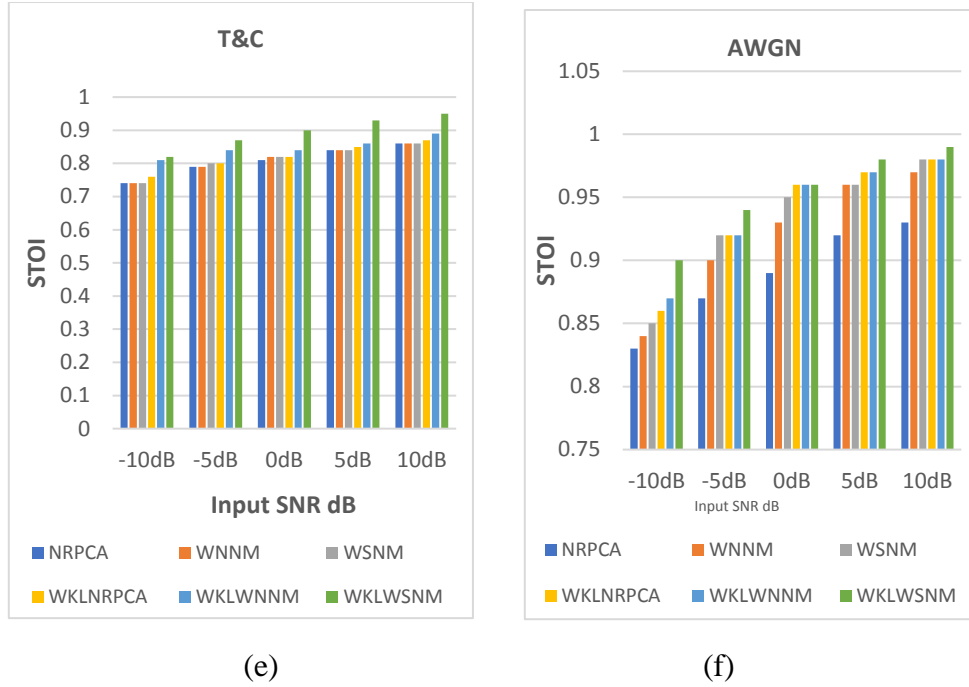 T&C
1
0.9
0.8
0.7
0.6
0.5
0.4
0.3
0.2
0.1
0
STOI
-10dB -5dB 0dB 5dB 10dB
Input SNR dB
NRPCA WNNM WSNM
WKLNRPCA WKLWNNM WKLWSNM
(e)
AWGN
1.05
1
0.95
0.9
0.85
0.8
0.75
STOI
-10dB -5dB 0dB 5dB 10dB
Input SNR dB
NRPCA WNNM WSNM
WKLNRPCA WKLWNNM WKLWSNM
(f)